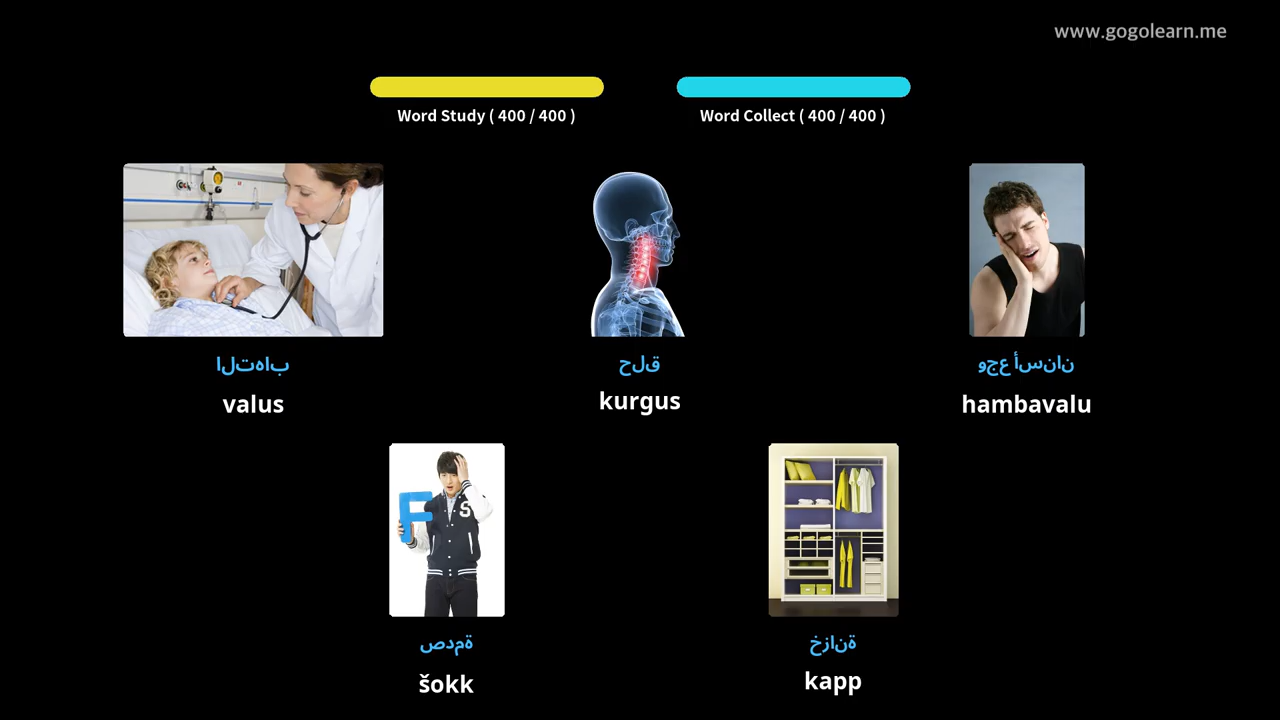 www.gogolearn.me
Word Study ( 400 / 400 )
Word Collect ( 400 / 400 )
التهاب
valus
حلق
kurgus
وجع أسنان
hambavalu
F
S
صدمة
šokk
خزانة
kapp